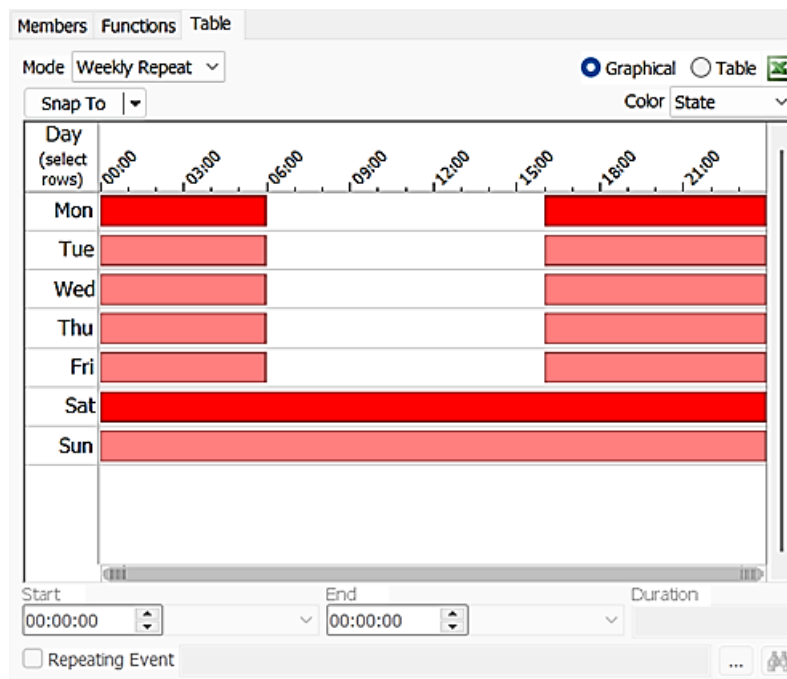 Members Functions Table
Mode Weekly Repeat Graphical Table
Snap To Color State
Day
(select
rows)
00:00 03:00 06:00 09:00 12:00 15:00 18:00 21:00
Mon
Tue
Wed
Thu
Fri
Sat
Sun
Start End Duration
00:00:00 00:00:00
Repeating Event ...